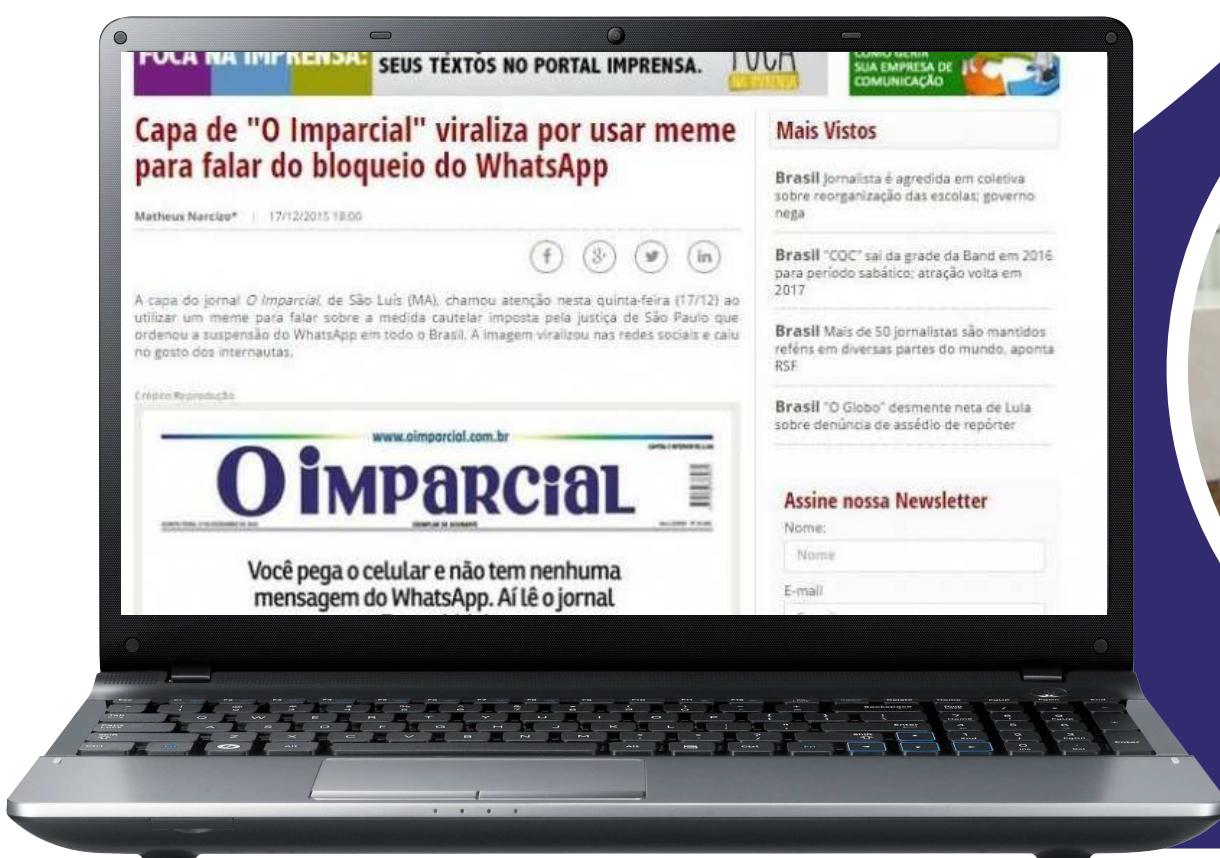 FOCA NA IMPRENSA:
SEUS TEXTOS NO PORTAL IMPRENSA.
FOCA
NA IMPRENSA
COMO GERIR
SUA EMPRESA DE
COMUNICAÇÃO
Capa de "O Imparcial" viraliza por usar meme
para falar do bloqueio do WhatsApp
Matheus Narcizo* | 17/12/2015 18:00
A capa do jornal O Imparcial, de São Luís (MA), chamou atenção nesta quinta-feira (17/12) ao
utilizar um meme para falar sobre a medida cautelar imposta pela justiça de São Paulo que
ordenou a suspensão do WhatsApp em todo o Brasil. A imagem viralizou nas redes sociais e caiu
no gosto dos internautas.
Crédito:Reprodução
www.oimparcial.com.br
O imparcial
Você pega o celular e não tem nenhuma
mensagem do WhatsApp. Aí lê o jornal
Mais Vistos
Brasil Jornalista é agredida em coletiva
sobre reorganização das escolas; governo
nega
Brasil "CQC" sai da grade da Band em 2016
para período sabático; atração volta em
2017
Brasil Mais de 50 jornalistas são mantidos
reféns em diversas partes do mundo, aponta
RSF
Brasil "O Globo" desmente neta de Lula
sobre denúncia de assédio de repórter
Assine nossa Newsletter
Nome:
Nome
E-mail